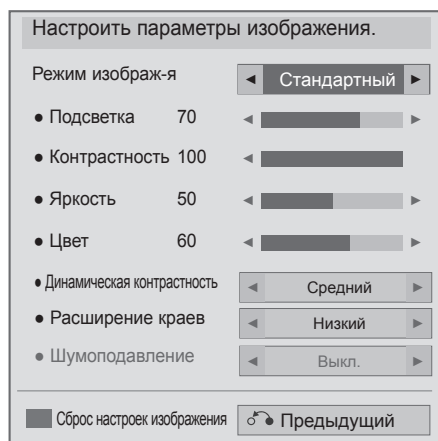 Настроить параметры изображения.
Режим изображ-я ◄ Стандартный ►
● Подсветка 70 ◄ ►
● Контрастность 100 ◄
● Яркость 50 ◄ ►
● Цвет 60 ◄ ►
● Динамическая контрастность ◄ Средний ►
● Расширение краев ◄ Низкий ►
● Шумоподавление ◄ Выкл. ►
Сброс настроек изображения Предыдущий